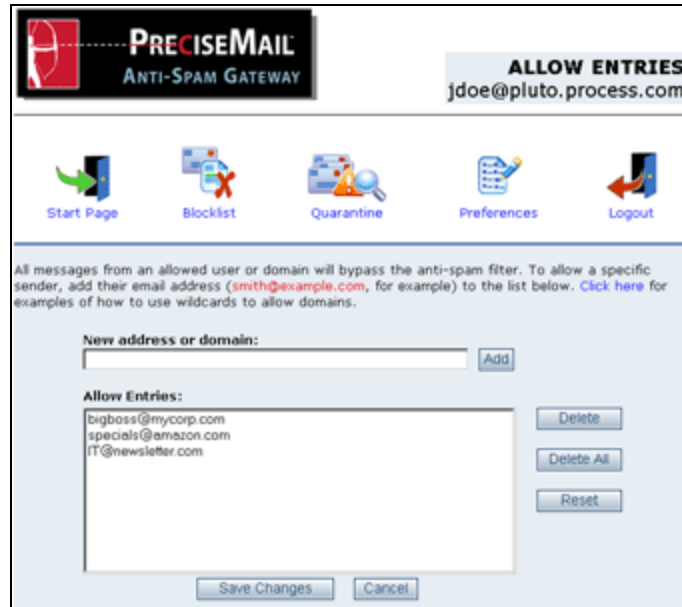 PRECISEMAIL
ANTI-SPAM GATEWAY
ALLOW ENTRIES
jdoe@pluto.process.com
Start Page
Blocklist
Quarantine
Preferences
Logout
All messages from an allowed user or domain will bypass the anti-spam filter. To allow a specific
sender, add their email address (smith@example.com, for example) to the list below. Click here for
examples of how to use wildcards to allow domains.
New address or domain:
Add
Allow Entries:
bigboss@mycorp.com
specials@amazon.com
IT@newsletter.com
Delete
Delete All
Reset
Save Changes
Cancel